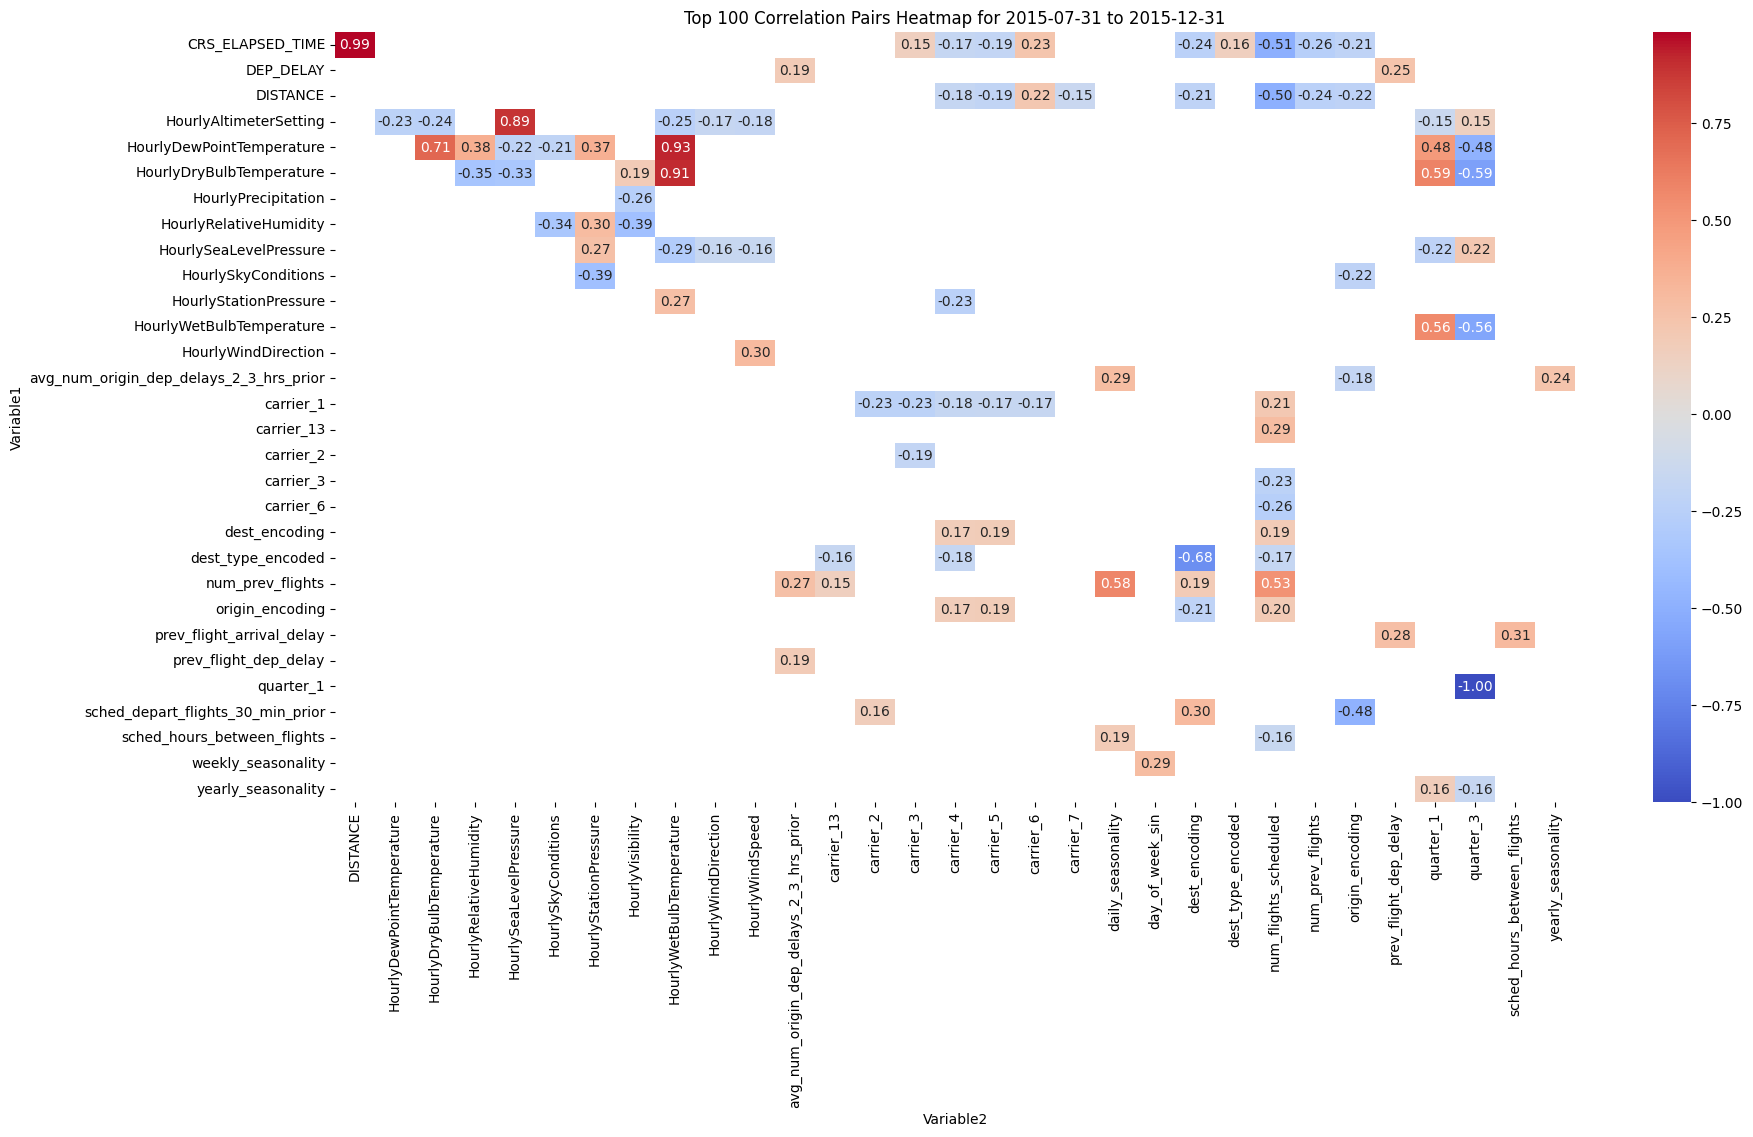 Top 100 Correlation Pairs Heatmap for 2015-07-31 to 2015-12-31
Variable1
CRS_ELAPSED_TIME 0.99 0.15 -0.17 -0.19 0.23 -0.24 0.16 -0.51 -0.26 -0.21
DEP_DELAY 0.19 0.25
DISTANCE -0.18 -0.19 0.22 -0.15 -0.21 -0.50 -0.24 -0.22
HourlyAltimeterSetting -0.23 -0.24 0.89 -0.25 -0.17 -0.18 -0.15 0.15
HourlyDewPointTemperature 0.71 0.38 -0.22 -0.21 0.37 0.93 0.48 -0.48
HourlyDryBulbTemperature -0.35 -0.33 0.19 0.91 0.59 -0.59
HourlyPrecipitation -0.26
HourlyRelativeHumidity -0.34 0.30 -0.39
HourlySeaLevelPressure 0.27 -0.29 -0.16 -0.16 -0.22 0.22
HourlySkyConditions -0.39 -0.22
HourlyStationPressure 0.27 -0.23
HourlyWetBulbTemperature 0.56 -0.56
HourlyWindDirection 0.30
avg_num_origin_dep_delays_2_3_hrs_prior 0.29 -0.18 0.24
carrier_1 -0.23 -0.23 -0.18 -0.17 -0.17 0.21
carrier_13 0.29
carrier_2 -0.19
carrier_3 -0.23
carrier_6 -0.26
dest_encoding 0.17 0.19 0.19
dest_type_encoded -0.16 -0.18 -0.68 -0.17
num_prev_flights 0.27 0.15 0.58 0.19 0.53
origin_encoding 0.17 0.19 -0.21 0.20
prev_flight_arrival_delay 0.28 0.31
prev_flight_dep_delay 0.19
quarter_1 -1.00
sched_depart_flights_30_min_prior 0.16 0.30 -0.48
sched_hours_between_flights 0.19 -0.16
weekly_seasonality 0.29
yearly_seasonality 0.16 -0.16
DISTANCE
HourlyDewPointTemperature
HourlyDryBulbTemperature
HourlyRelativeHumidity
HourlySeaLevelPressure
HourlySkyConditions
HourlyStationPressure
HourlyVisibility
HourlyWetBulbTemperature
HourlyWindDirection
HourlyWindSpeed
avg_num_origin_dep_delays_2_3_hrs_prior
carrier_13
carrier_2
carrier_3
carrier_4
carrier_5
carrier_6
carrier_7
daily_seasonality
day_of_week_sin
dest_encoding
dest_type_encoded
num_flights_scheduled
num_prev_flights
origin_encoding
prev_flight_dep_delay
quarter_1
quarter_3
sched_hours_between_flights
yearly_seasonality
Variable2
0.75
0.50
0.25
0.00
−0.25
−0.50
−0.75
−1.00